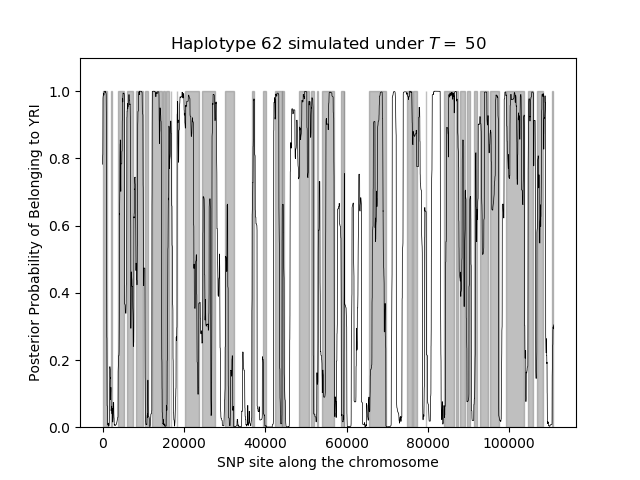 Haplotype 62 simulated under T = 50
Posterior Probability of Belonging to YRI
1.0
0.8
0.6
0.4
0.2
0.0
0 20000 40000 60000 80000 100000
SNP site along the chromosome